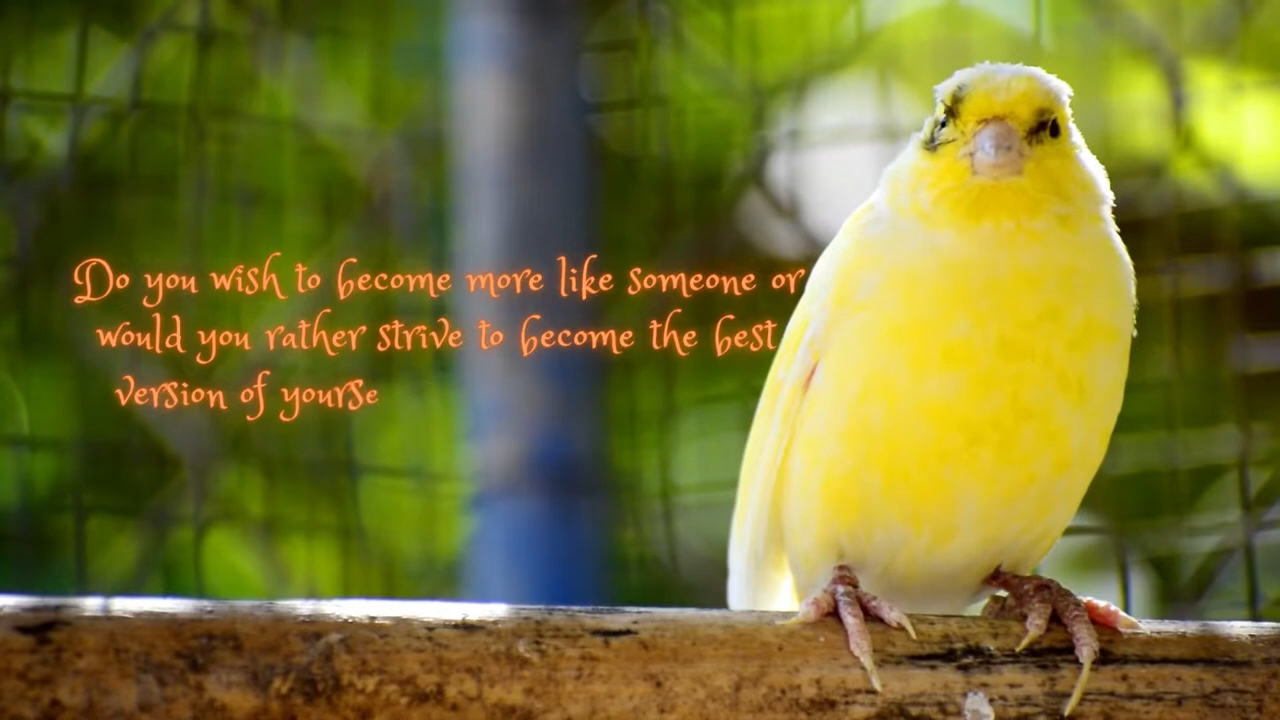 Do you wish to become more like someone or
would you rather strive to become the best
version of yourse